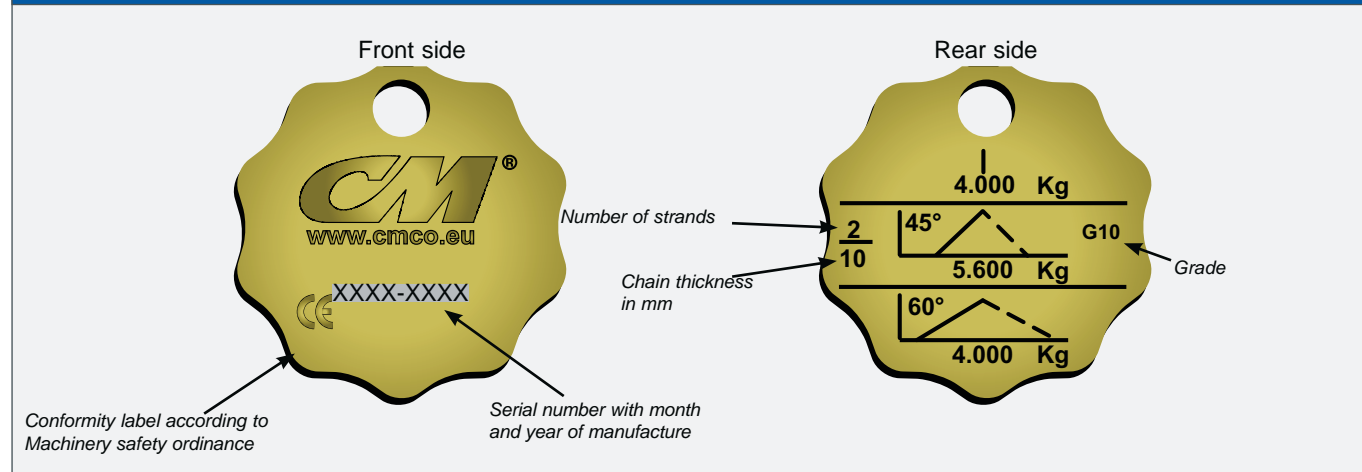 Front side
CM®
www.cmco.eu
XXXX-XXXX
CE
Conformity label according to
Machinery safety ordinance
Serial number with month
and year of manufacture
Rear side
4.000 Kg
Number of strands
2
10
45°
5.600 Kg
G10
Chain thickness
in mm
Grade
60°
4.000 Kg